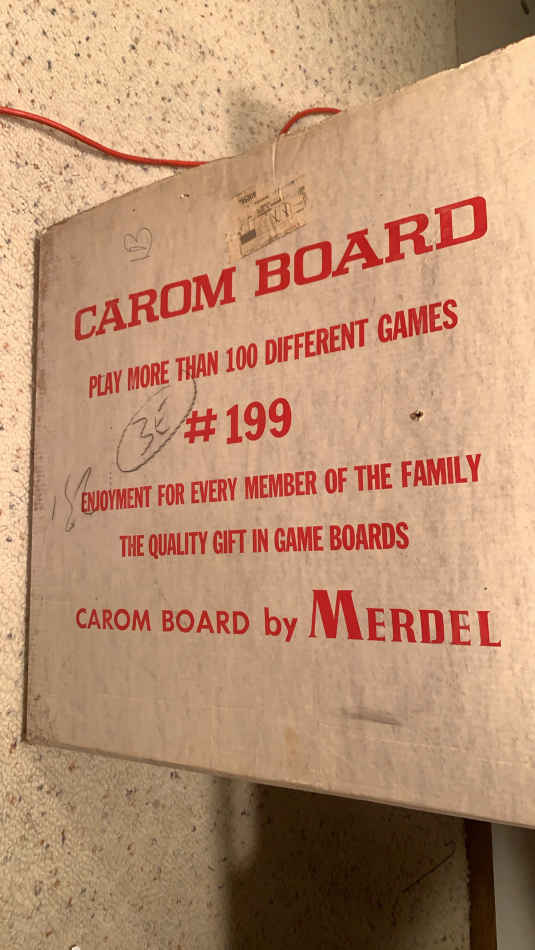 CAROM BOARD
PLAY MORE THAN 100 DIFFERENT GAMES
#199
ENJOYMENT FOR EVERY MEMBER OF THE FAMILY
THE QUALITY GIFT IN GAME BOARDS
CAROM BOARD by MERDEL